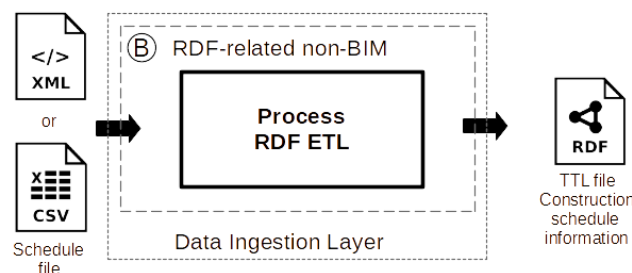 </>
XML
or
X
CSV
Schedule
file
B RDF-related non-BIM
Process
RDF ETL
Data Ingestion Layer
RDF
TTL file
Construction
schedule
information